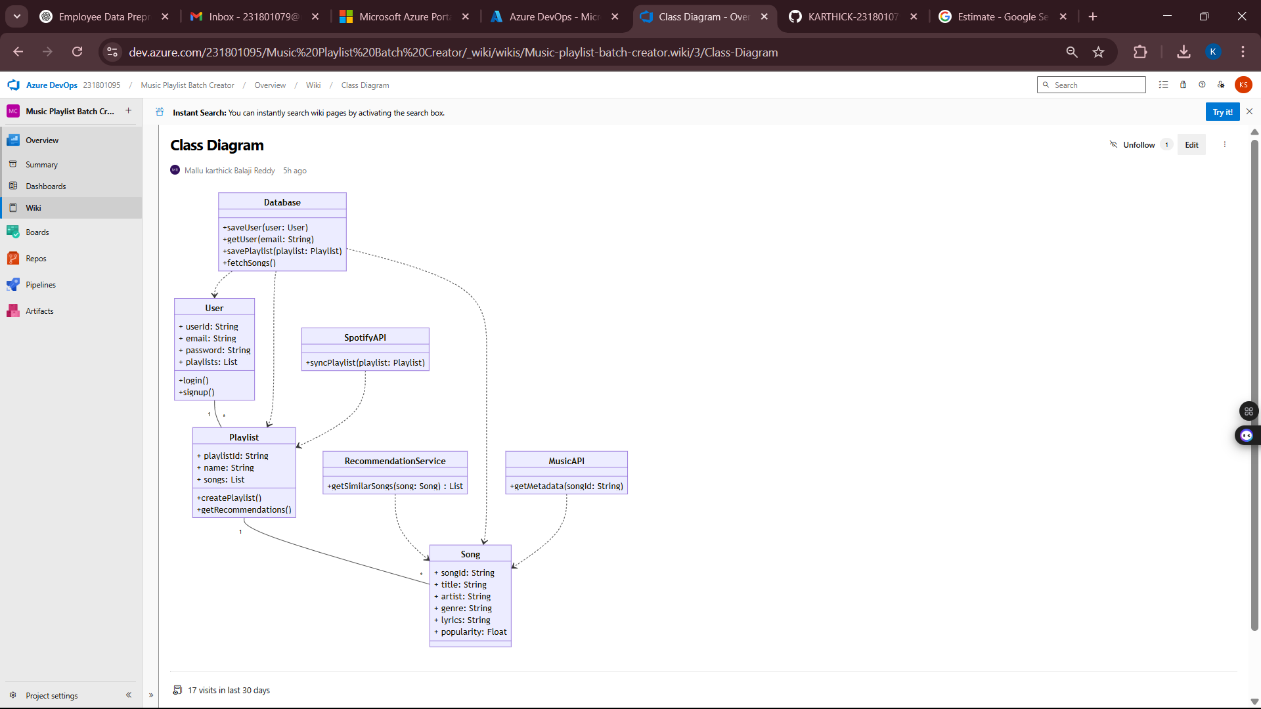 Employee Data Prepr
Inbox - 231801079@
Microsoft Azure Port
Azure DevOps - Micr
Class Diagram - Over
KARTHICK-23180107
Estimate - Google Se
dev.azure.com/231801095/Music%20Playlist%20Batch%20Creator/_wiki/wikis/Music-playlist-batch-creator.wiki/3/Class-Diagram
K
Azure DevOps 231801095 / Music Playlist Batch Creator / Overview / Wiki / Class Diagram
Search
KS
MC Music Playlist Batch Cr... +
Instant Search: You can instantly search wiki pages by activating the search box.
Try it!
Overview
Summary
Dashboards
Wiki
Boards
Repos
Pipelines
Artifacts
Project settings
Class Diagram
Unfollow 1 Edit
Mallu karthick Balaji Reddy 5h ago
Database
+saveUser(user: User)
+getUser(email: String)
+savePlaylist(playlist: Playlist)
+fetchSongs()
User
+ userId: String
+ email: String
+ password: String
+ playlists: List
+login()
+signup()
SpotifyAPI
+syncPlaylist(playlist: Playlist)
1 *
Playlist
+ playlistId: String
+ name: String
+ songs: List
+createPlaylist()
+getRecommendations()
RecommendationService
+getSimilarSongs(song: Song) : List
MusicAPI
+getMetadata(songId: String)
1
*
Song
+ songId: String
+ title: String
+ artist: String
+ genre: String
+ lyrics: String
+ popularity: Float
17 visits in last 30 days